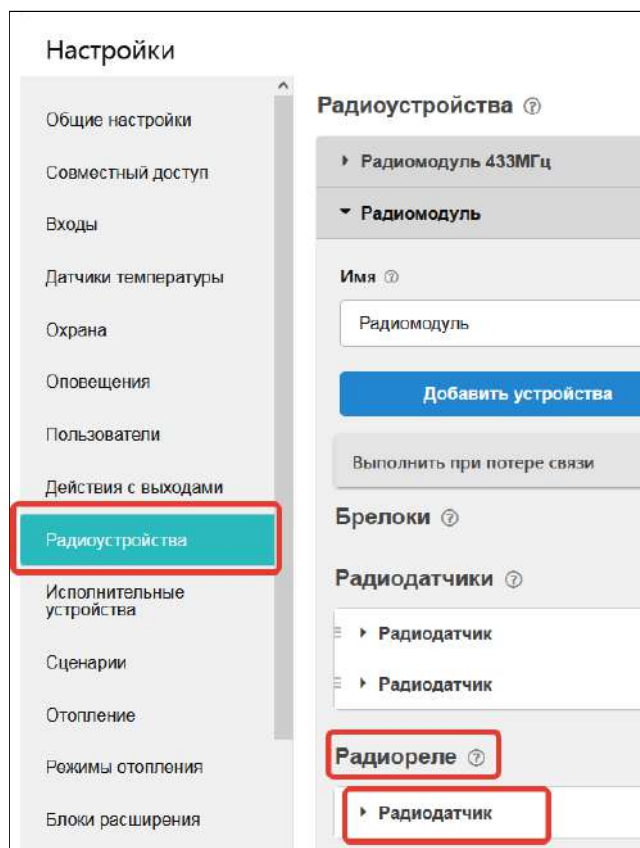 Настройки
Общие настройки
Совместный доступ
Входы
Датчики температуры
Охрана
Оповещения
Пользователи
Действия с выходами
Радиоустройства
Исполнительные
устройства
Сценарии
Отопление
Режимы отопления
Блоки расширения
Радиоустройства ?
Радиомодуль 433МГц
Радиомодуль
Имя ?
Радиомодуль
Добавить устройства
Выполнить при потере связи
Брелоки ?
Радиодатчики ?
Радиодатчик
Радиодатчик
Радиореле ?
Радиодатчик